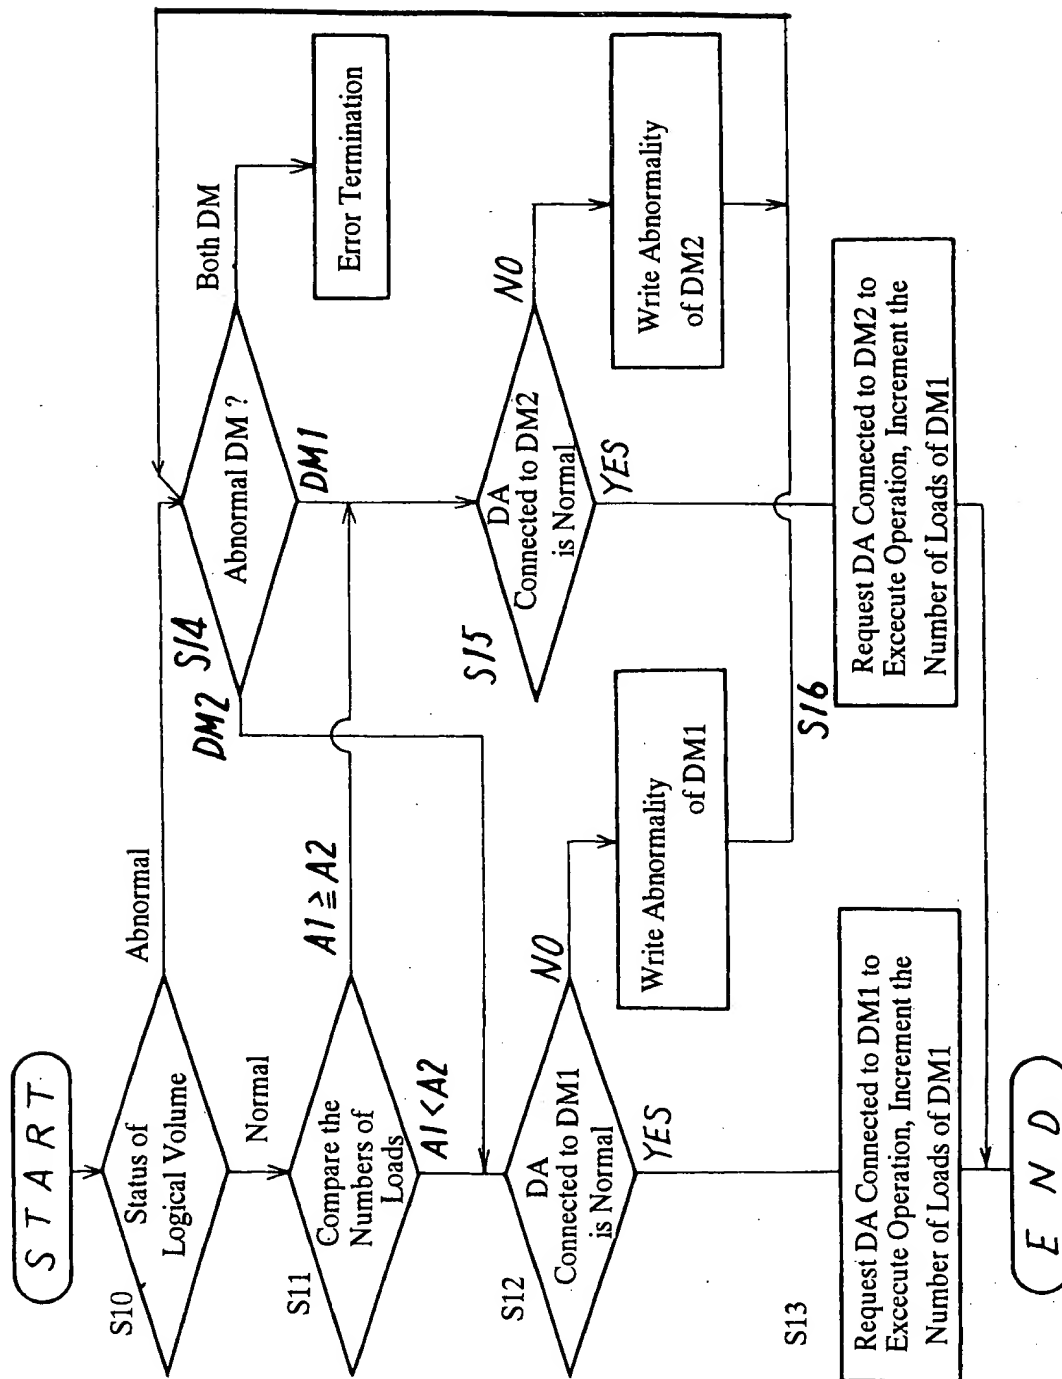 START
S10
Status of
Logical Volume
Abnormal
Normal
S11
Compare the
Numbers of
Loads
A1≧A2
A1<A2
S12
DA
Connected to DM1
is Normal
NO
YES
Write Abnormality
of DM1
S13
Request DA Connected to DM1 to
Excecute Operation, Increment the
Number of Loads of DM1
S14
Abnormal DM ?
Both DM
DM2
DM1
Error Termination
S15
DA
Connected to DM2
is Normal
NO
YES
Write Abnormality
of DM2
S16
Request DA Connected to DM2 to
Excecute Operation, Increment the
Number of Loads of DM1
END